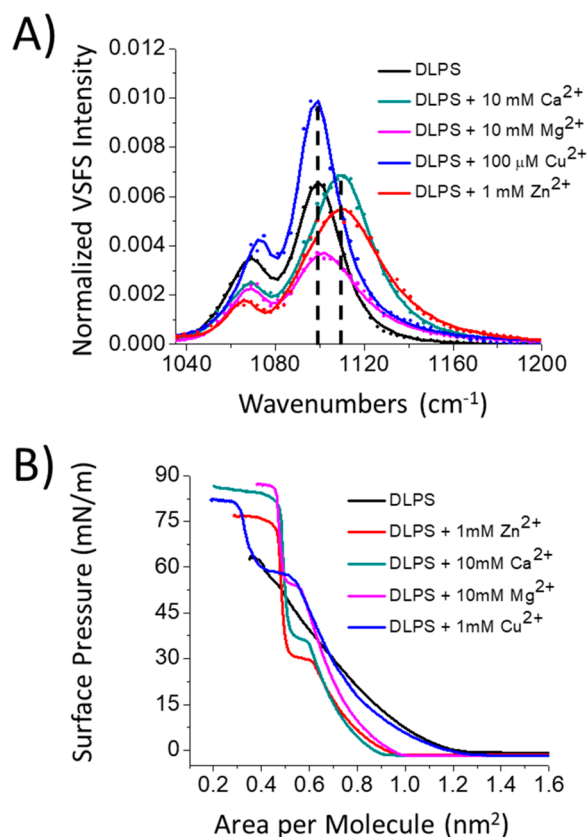 A)
0.012
0.010
0.008
0.006
0.004
0.002
0.000
Normalized VSFS Intensity
DLPS
DLPS + 10 mM Ca²⁺
DLPS + 10 mM Mg²⁺
DLPS + 100 μM Cu²⁺
DLPS + 1 mM Zn²⁺
1040 1080 1120 1160 1200
Wavenumbers (cm⁻¹)
B)
90
75
60
45
30
15
0
Surface Pressure (mN/m)
DLPS
DLPS + 1mM Zn²⁺
DLPS + 10mM Ca²⁺
DLPS + 10mM Mg²⁺
DLPS + 1mM Cu²⁺
0.2 0.4 0.6 0.8 1.0 1.2 1.4 1.6
Area per Molecule (nm²)